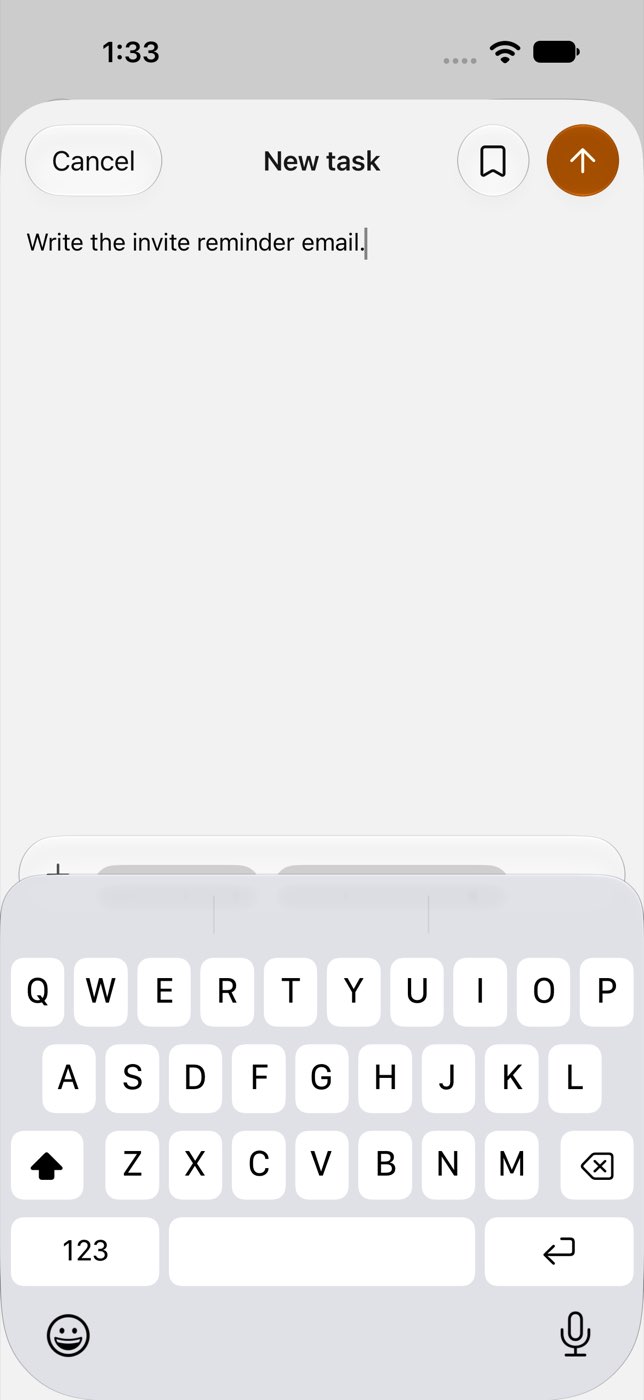 1:33
Cancel
New task
Write the invite reminder email.
Q W E R T Y U I O P
A S D F G H J K L
Z X C V B N M
123